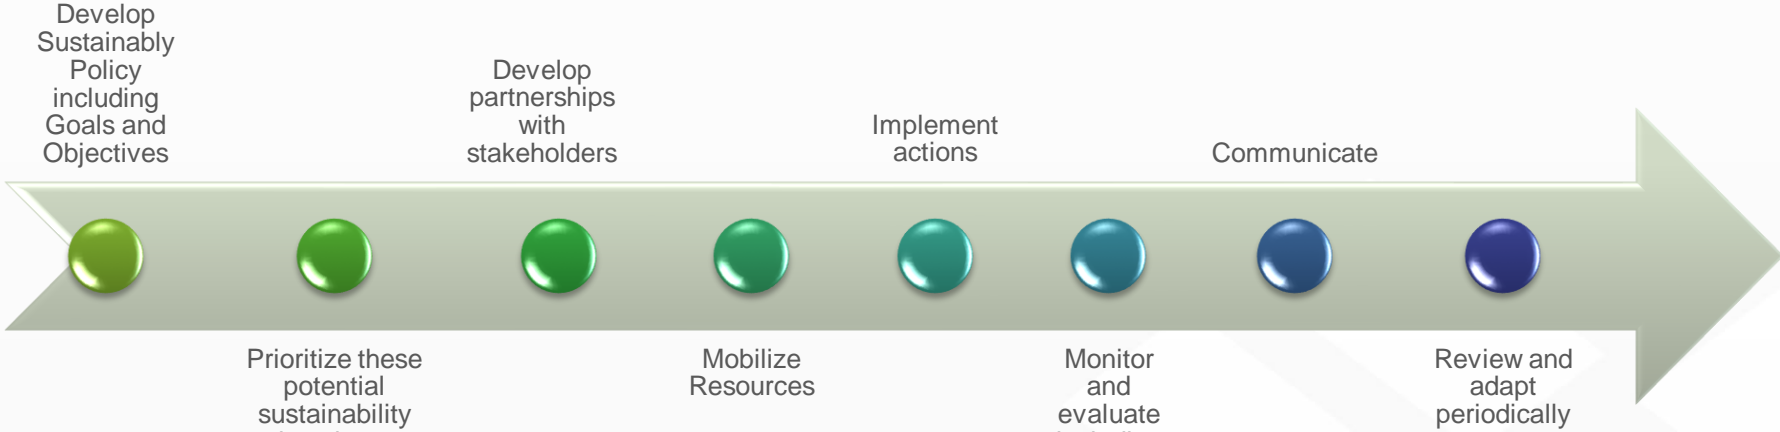 Develop
Sustainably
Policy
including
Goals and
Objectives
Prioritize these
potential
sustainability
Develop
partnerships
with
stakeholders
Mobilize
Resources
Implement
actions
Monitor
and
evaluate
Communicate
Review and
adapt
periodically